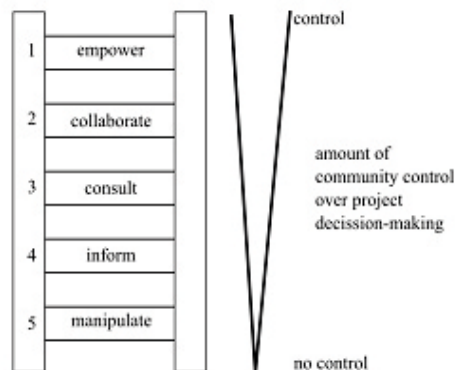 control
1 empower
2 collaborate
3 consult
4 inform
5 manipulate
amount of
community control
over project
decission-making
no control